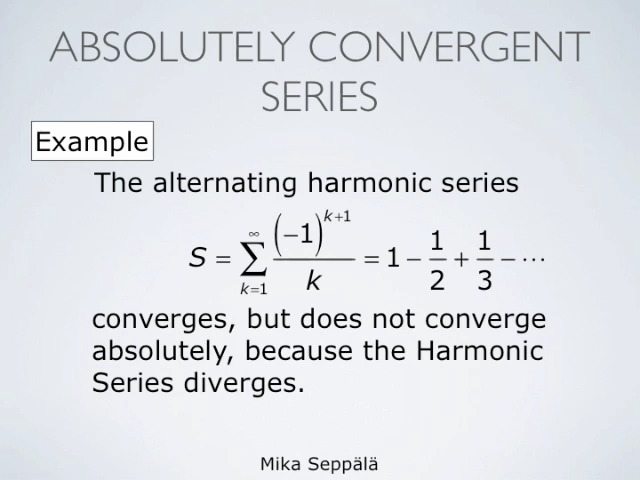 ABSOLUTELY CONVERGENT
SERIES
Example
The alternating harmonic series
S = ∑_{k=1}^{∞} (−1)^{k+1} / k = 1 − 1/2 + 1/3 − ⋯
converges, but does not converge
absolutely, because the Harmonic
Series diverges.
Mika Seppälä